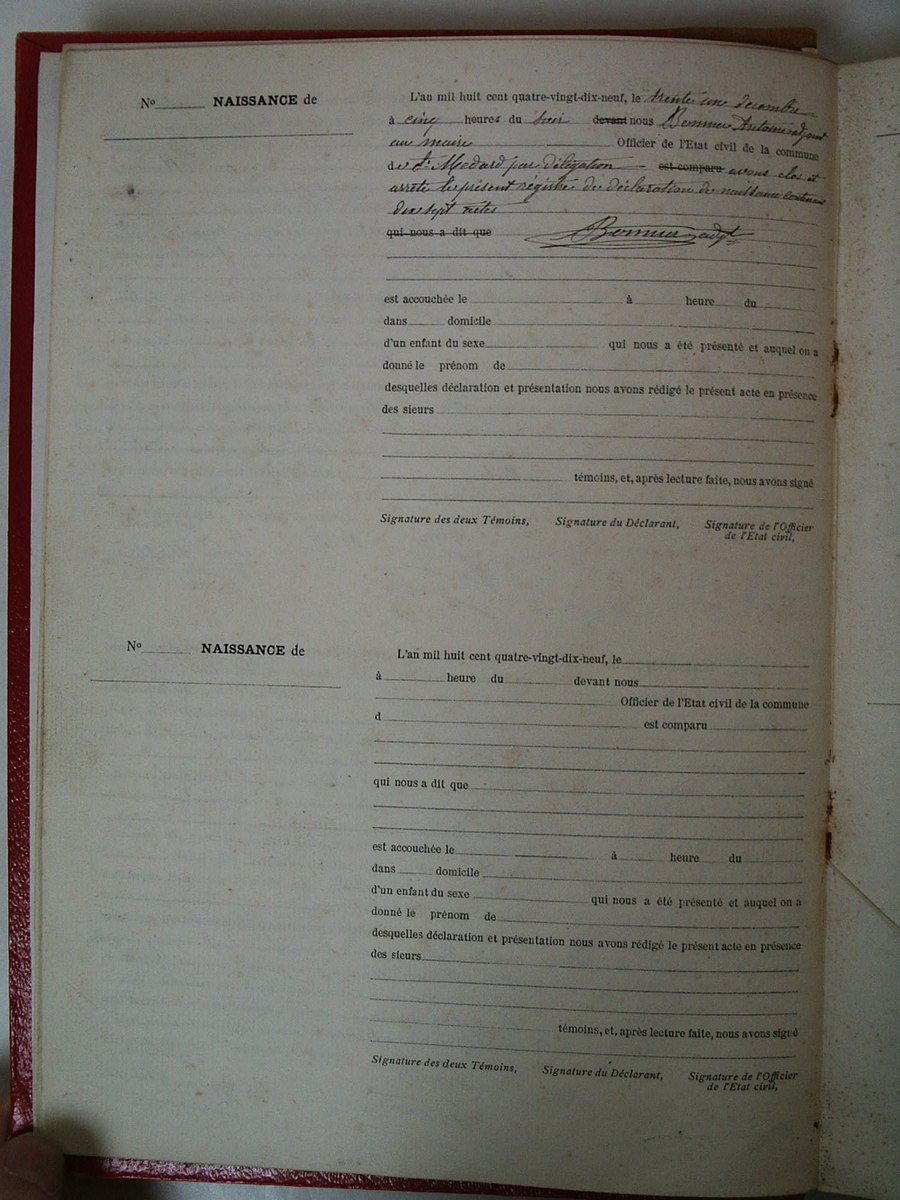 No NAISSANCE de
L'an mil huit cent quatre-vingt-dix-neuf, le trente une decembre
à cinq heures du soir devant nous Bonnier Antoine adjoint
au maire Officier de l'Etat civil de la commune
de St Medard par délégation est comparu avons clos et
arrêté le présent régistre de déclaration de naissance contenant
dix sept actes
qui nous a dit que Bonnier adjt
est accouchée le à heure du
dans domicile
d'un enfant du sexe qui nous a été présenté et auquel on a
donné le prénom de
desquelles déclaration et présentation nous avons rédigé le présent acte en présence
des sieurs
témoins, et, après lecture faite, nous avons signé
Signature des deux Témoins, Signature du Déclarant, Signature de l'Officier
de l'Etat civil,
No NAISSANCE de
L'an mil huit cent quatre-vingt-dix-neuf, le
à heure du devant nous
Officier de l'Etat civil de la commune
d est comparu
qui nous a dit que
est accouchée le à heure du
dans domicile
d'un enfant du sexe qui nous a été présenté et auquel on a
donné le prénom de
desquelles déclaration et présentation nous avons rédigé le présent acte en présence
des sieurs
témoins, et, après lecture faite, nous avons signé
Signature des deux Témoins, Signature du Déclarant, Signature de l'Officier
de l'Etat civil,